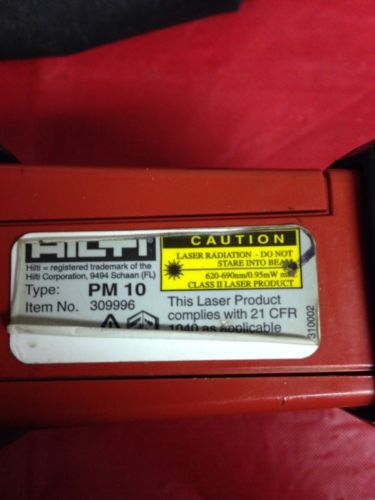 HILTI
Hilti = registered trademark of the
Hilti Corporation, 9494 Schaan (FL)
Type: PM 10
Item No. 309996
CAUTION
LASER RADIATION - DO NOT
STARE INTO BEAM
620-690nm/0.95mW max
CLASS II LASER PRODUCT
This Laser Product
complies with 21 CFR
1040 as applicable
310002